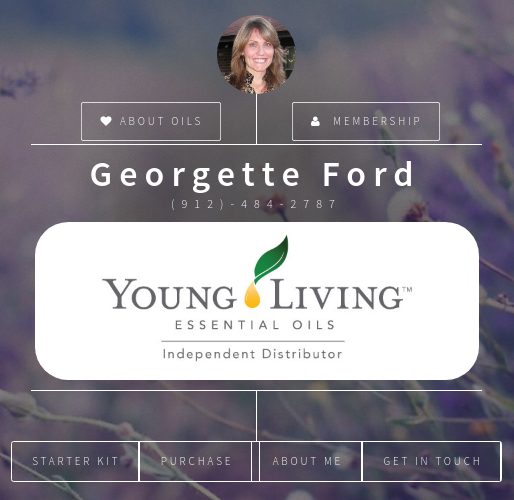 ABOUT OILS
MEMBERSHIP
Georgette Ford
(912)-484-2787
YOUNG LIVING™
ESSENTIAL OILS
Independent Distributor
STARTER KIT
PURCHASE
ABOUT ME
GET IN TOUCH